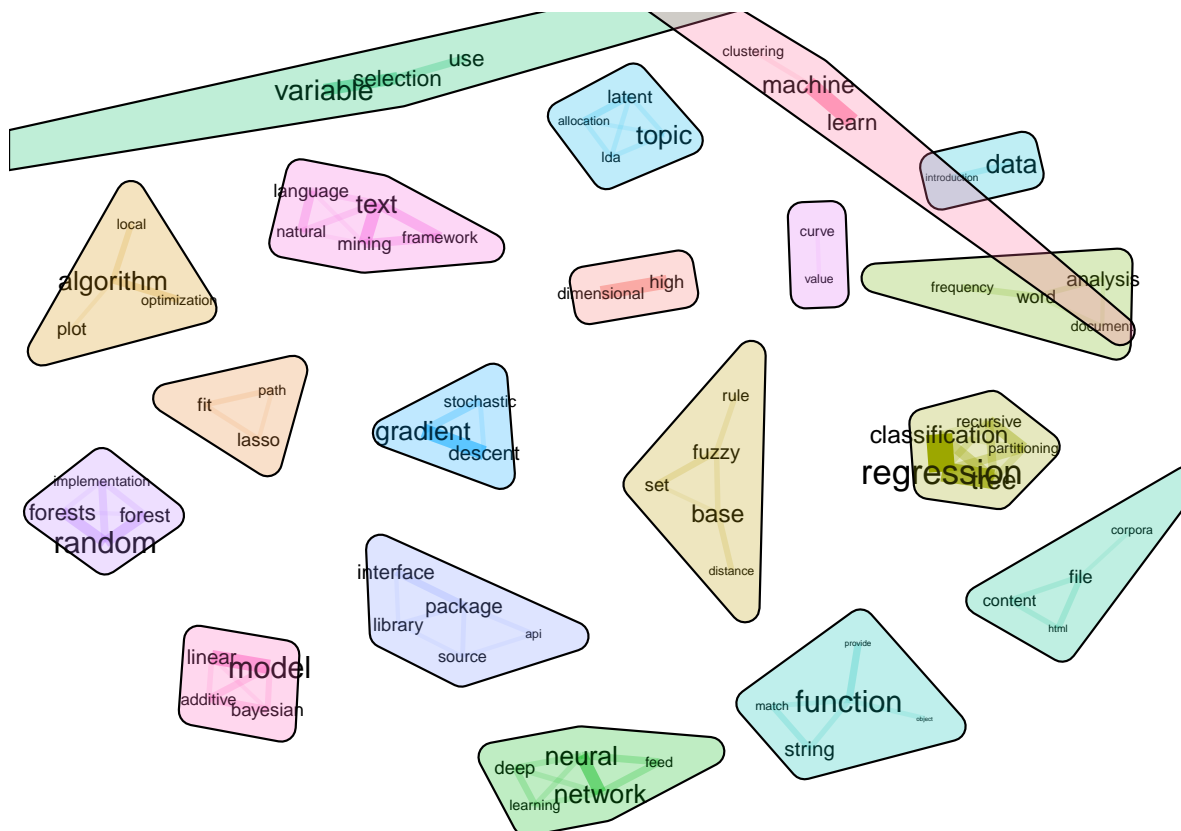 clustering
use
selection
variable
machine
latent
allocation
topic
lda
learn
data
introduction
language
text
natural
mining
framework
local
algorithm
optimization
plot
curve
value
high
dimensional
analysis
frequency
word
document
path
fit
lasso
stochastic
gradient
descent
rule
fuzzy
set
base
distance
recursive
classification
partitioning
regression
tree
implementation
forests
forest
random
corpora
file
content
html
interface
package
library
api
source
linear
model
additive
bayesian
provide
match
function
object
string
neural
deep
feed
network
learning